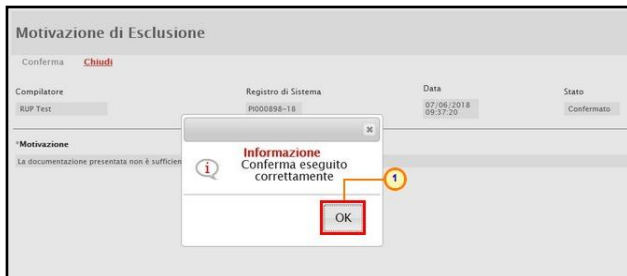 Motivazione di Esclusione
Conferma Chiudi
Compilatore Registro di Sistema Data Stato
RUP Test PI000898-18 07/06/2018 09:37:20 Confermato
*Motivazione
La documentazione presentata non è sufficien
Informazione
Conferma eseguito
correttamente
1
OK